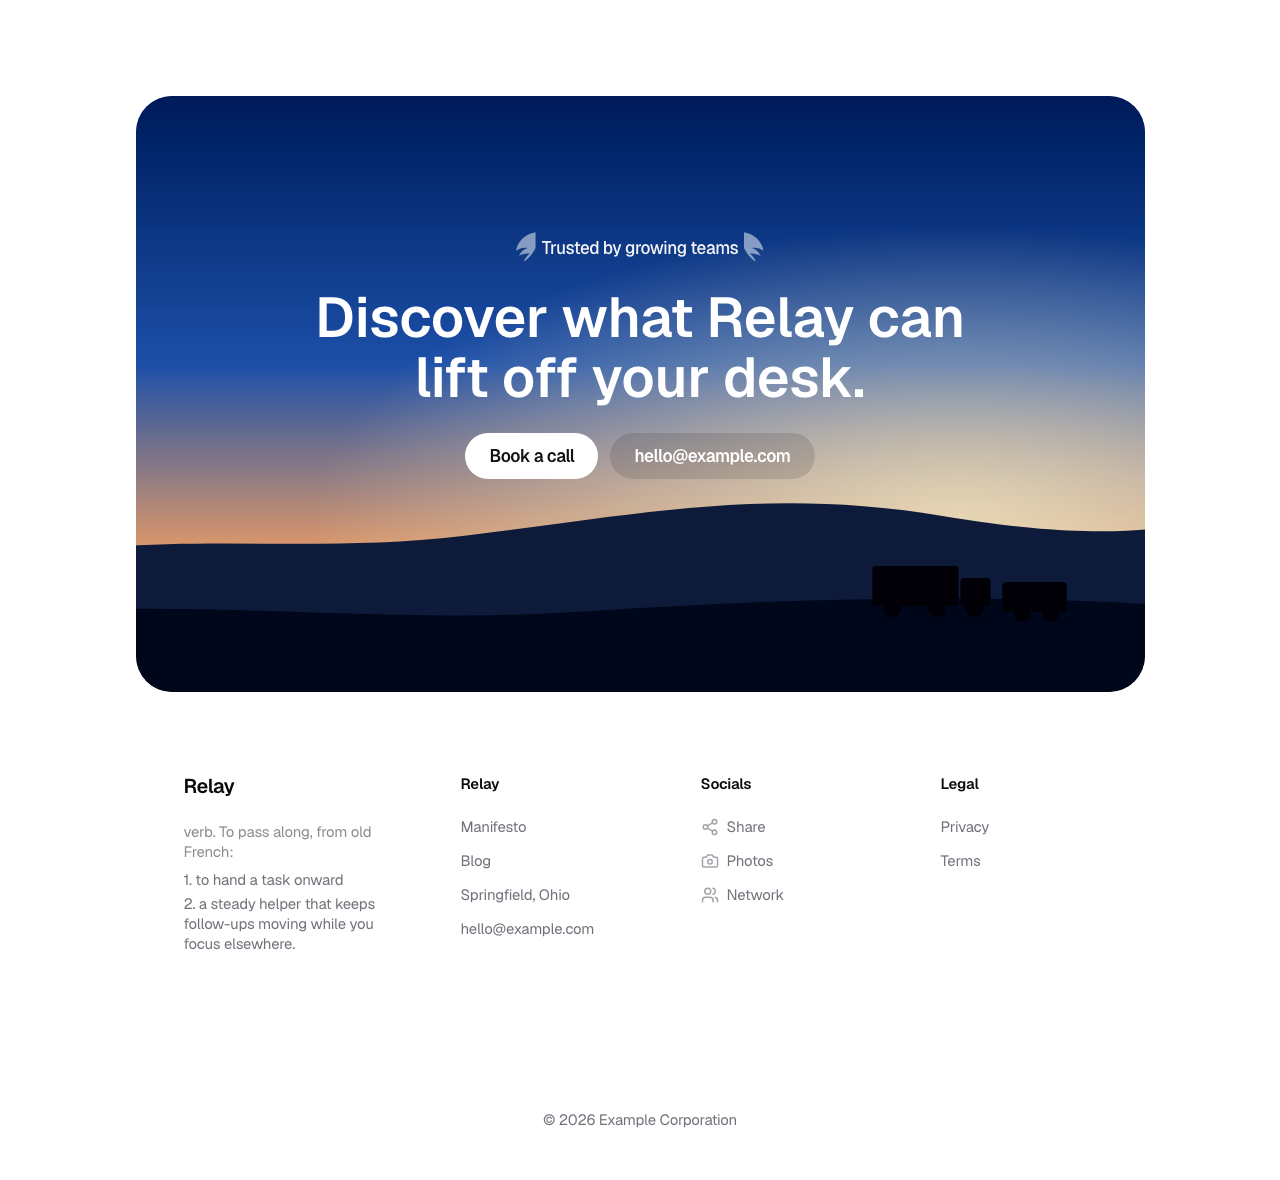 Trusted by growing teams
Discover what Relay can
lift off your desk.
Book a call
hello@example.com
Relay
verb. To pass along, from old
French:
1. to hand a task onward
2. a steady helper that keeps
follow-ups moving while you
focus elsewhere.
Relay
Manifesto
Blog
Springfield, Ohio
hello@example.com
Socials
Share
Photos
Network
Legal
Privacy
Terms
© 2026 Example Corporation